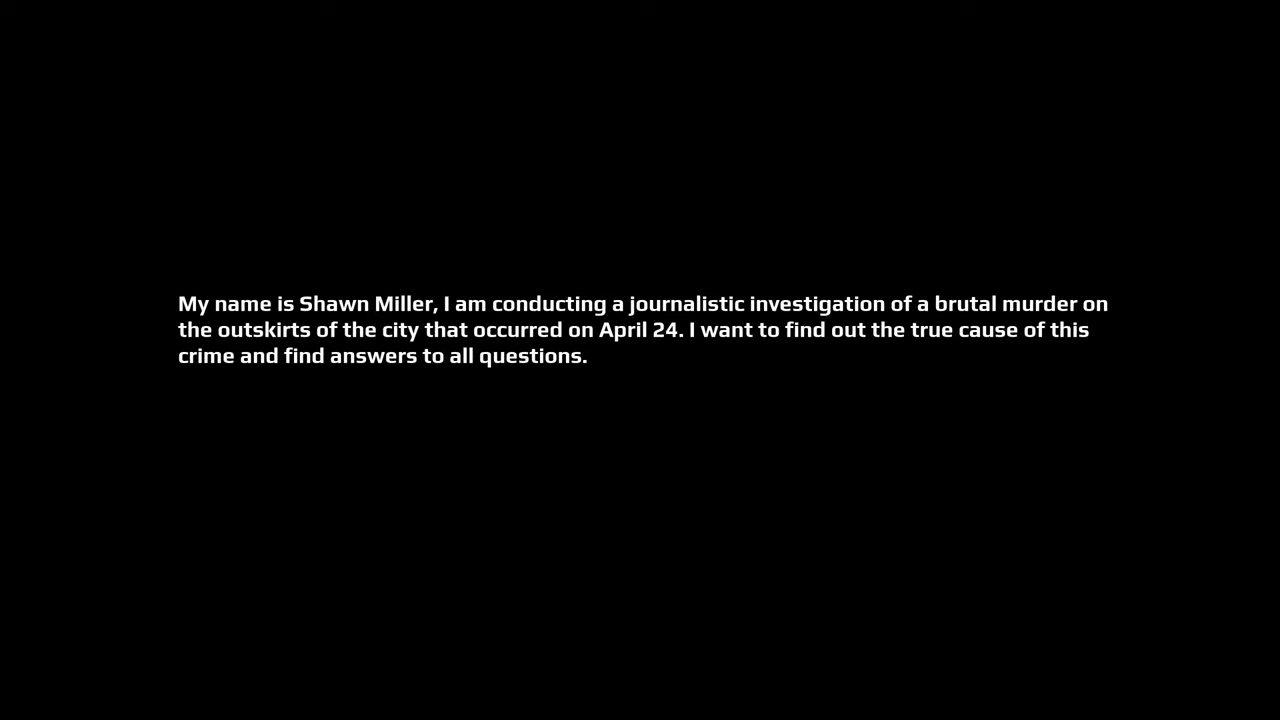 My name is Shawn Miller, I am conducting a journalistic investigation of a brutal murder on
the outskirts of the city that occurred on April 24. I want to find out the true cause of this
crime and find answers to all questions.